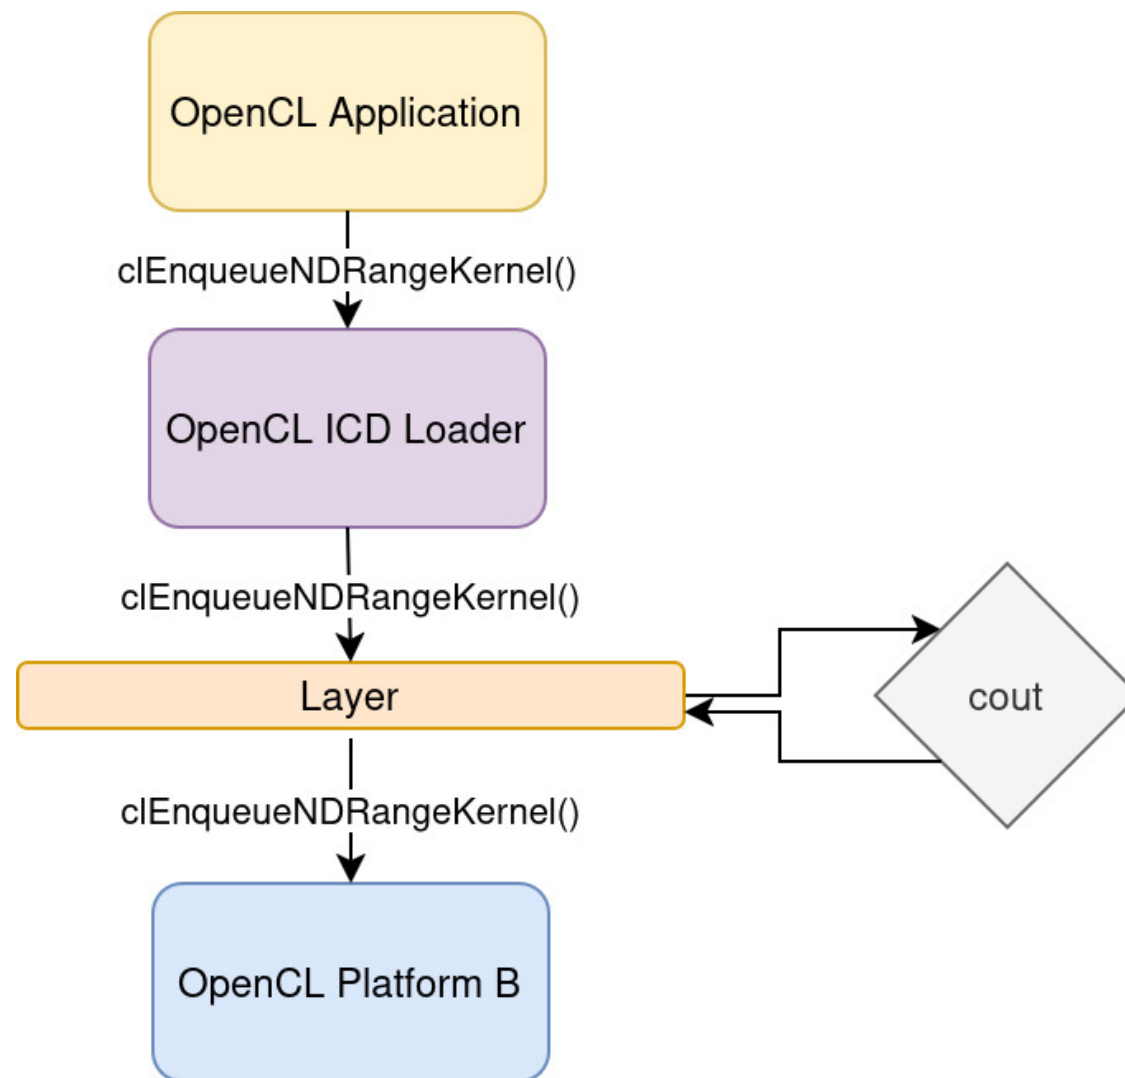 OpenCL Application
clEnqueueNDRangeKernel()
OpenCL ICD Loader
clEnqueueNDRangeKernel()
Layer
cout
clEnqueueNDRangeKernel()
OpenCL Platform B